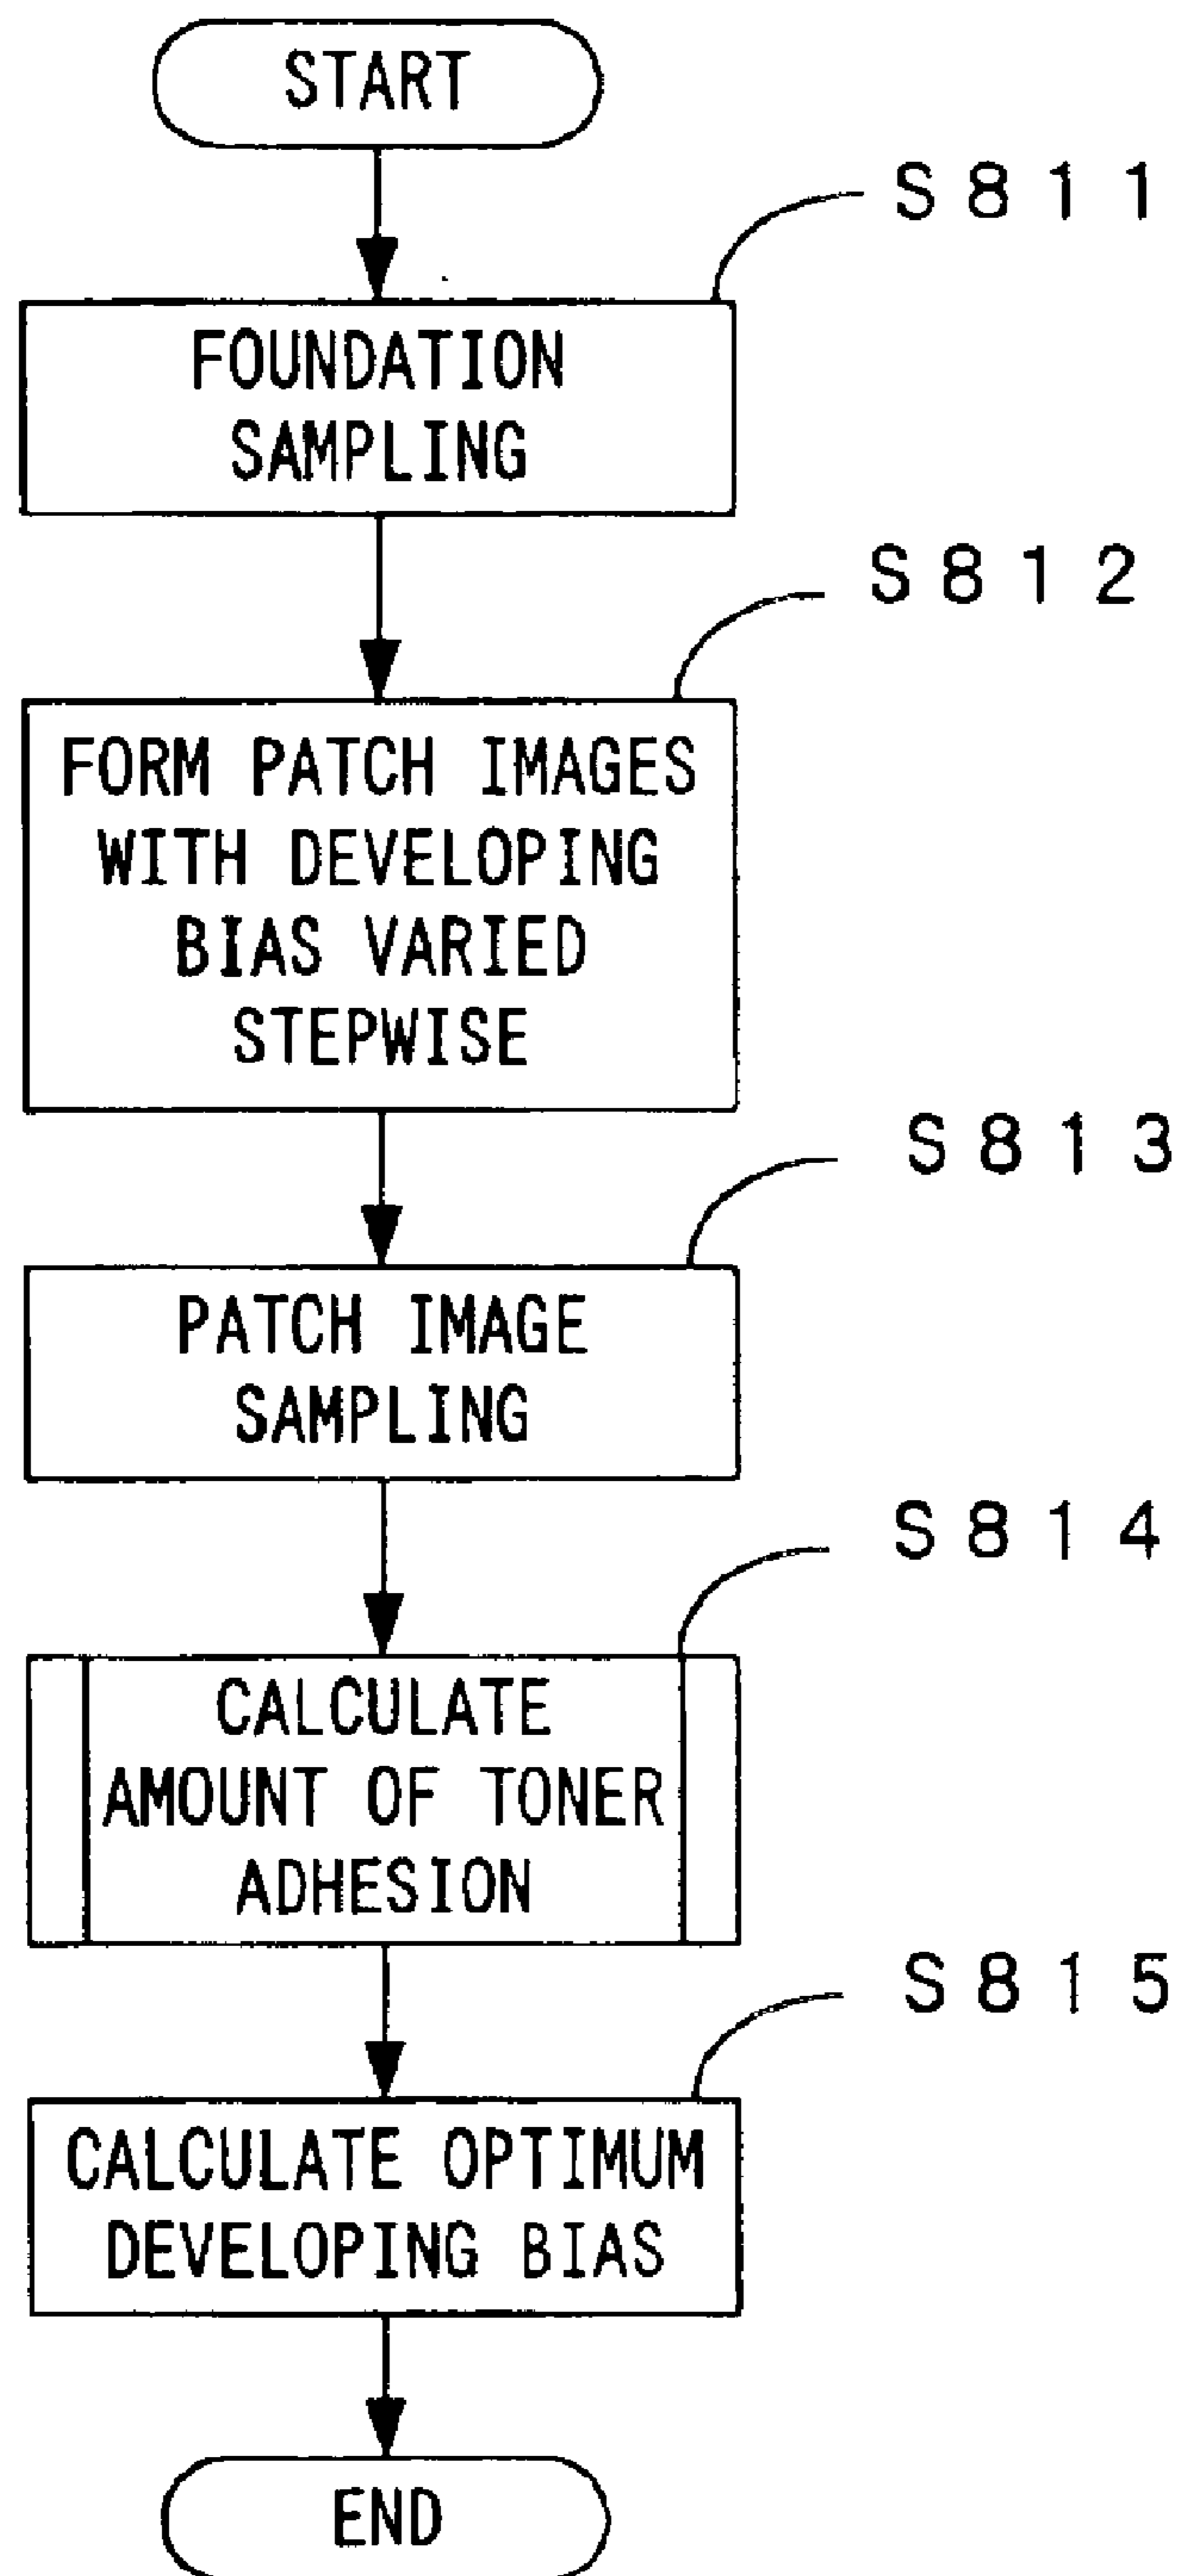 START
S811
FOUNDATION
SAMPLING
S812
FORM PATCH IMAGES
WITH DEVELOPING
BIAS VARIED
STEPWISE
S813
PATCH IMAGE
SAMPLING
S814
CALCULATE
AMOUNT OF TONER
ADHESION
S815
CALCULATE OPTIMUM
DEVELOPING BIAS
END